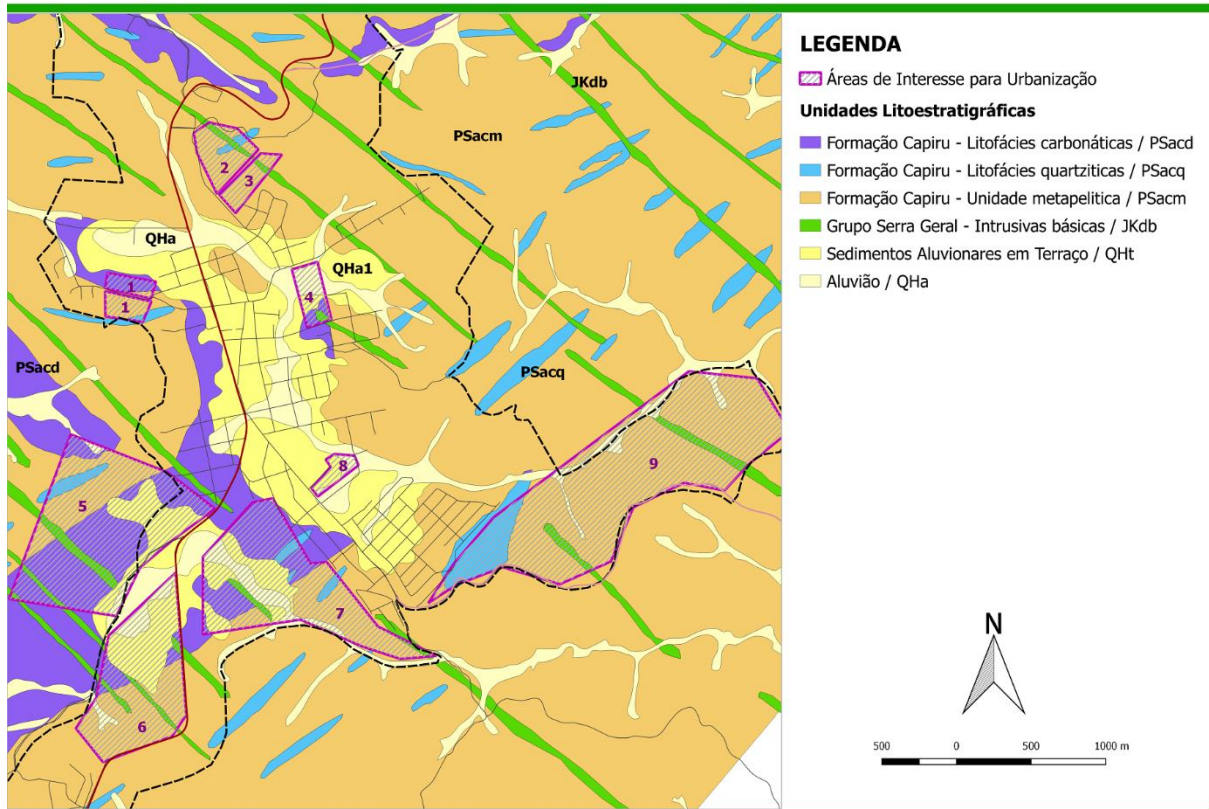 JKdb
PSacm
2
3
QHa
QHa1
1
1
4
PSacd
PSacq
8
9
5
7
6
LEGENDA
Áreas de Interesse para Urbanização
Unidades Litoestratigráficas
Formação Capiru - Litofácies carbonáticas / PSacd
Formação Capiru - Litofácies quartziticas / PSacq
Formação Capiru - Unidade metapelitica / PSacm
Grupo Serra Geral - Intrusivas básicas / JKdb
Sedimentos Aluvionares em Terraço / QHt
Aluvião / QHa
N
500 0 500 1000 m